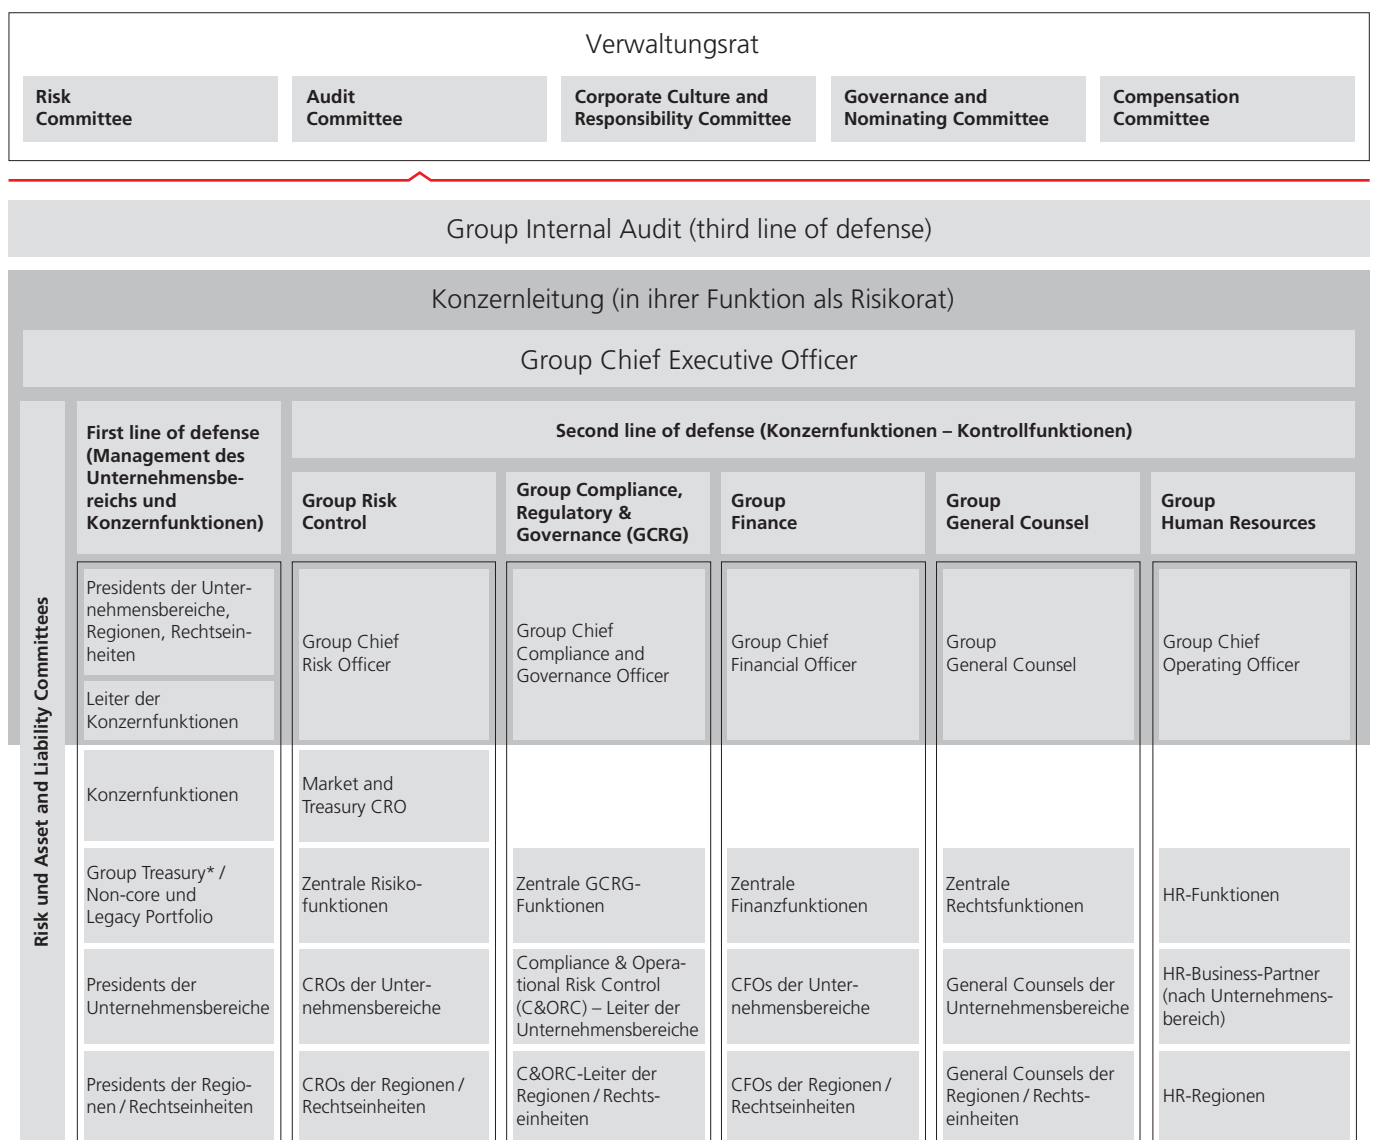 Verwaltungsrat
Risk
Committee
Audit
Committee
Corporate Culture and
Responsibility Committee
Governance and
Nominating Committee
Compensation
Committee
Group Internal Audit (third line of defense)
Konzernleitung (in ihrer Funktion als Risikorat)
Group Chief Executive Officer
Risk und Asset and Liability Committees
First line of defense
(Management des
Unternehmensbe-
reichs und
Konzernfunktionen)
Second line of defense (Konzernfunktionen – Kontrollfunktionen)
Group Risk
Control
Group Compliance,
Regulatory &
Governance (GCRG)
Group
Finance
Group
General Counsel
Group
Human Resources
Presidents der Unter-
nehmensbereiche,
Regionen, Rechtsein-
heiten
Leiter der
Konzernfunktionen
Group Chief
Risk Officer
Group Chief
Compliance and
Governance Officer
Group Chief
Financial Officer
Group
General Counsel
Group Chief
Operating Officer
Konzernfunktionen
Market and
Treasury CRO
Group Treasury* /
Non-core und
Legacy Portfolio
Zentrale Risiko-
funktionen
Zentrale GCRG-
Funktionen
Zentrale
Finanzfunktionen
Zentrale
Rechtsfunktionen
HR-Funktionen
Presidents der
Unternehmensbereiche
CROs der Unter-
nehmensbereiche
Compliance & Opera-
tional Risk Control
(C&ORC) – Leiter der
Unternehmensbereiche
CFOs der Unter-
nehmensbereiche
General Counsels der
Unternehmensbereiche
HR-Business-Partner
(nach Unternehmens-
bereich)
Presidents der Regio-
nen / Rechtseinheiten
CROs der Regionen /
Rechtseinheiten
C&ORC-Leiter der
Regionen / Rechts-
einheiten
CFOs der Regionen /
Rechtseinheiten
General Counsels der
Regionen / Rechts-
einheiten
HR-Regionen